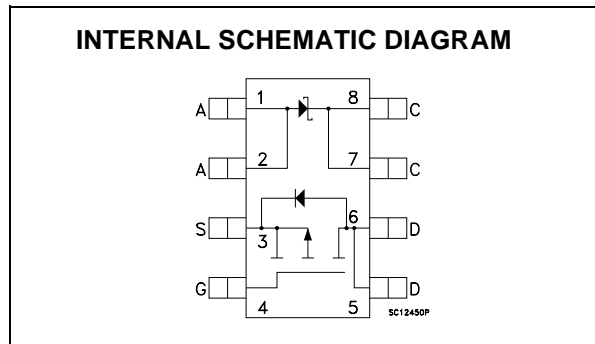 INTERNAL SCHEMATIC DIAGRAM
A 1 8 C
A 2 7 C
S 3 6 D
G 4 5 D
SC12450P